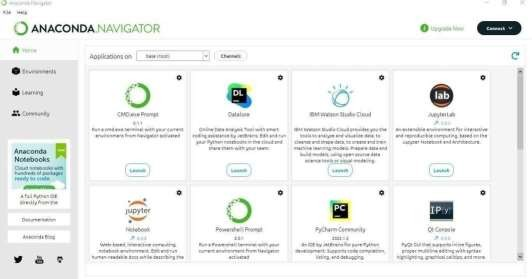 Anaconda Navigator
File Help
ANACONDA.NAVIGATOR
Upgrade Now
Connect
Home
Environments
Learning
Community
Applications on
base (root)
Channels
CMD.exe Prompt
0.1.1
Run a cmd.exe terminal with your current
environment from Navigator activated
Launch
DL
Datalore
Online Data Analysis Tool with smart
coding assistance by JetBrains. Edit and run
your Python notebooks in the cloud and
share them with your team.
Launch
IBM Watson Studio Cloud
IBM Watson Studio Cloud provides you the
tools to analyze and visualize data, to
cleanse and shape data, to create and train
machine learning models. Prepare data and
build models, using open source data
science tools or visual modeling.
Launch
lab
JupyterLab
An extensible environment for interactive
and reproducible computing, based on the
Jupyter Notebook and Architecture.
Launch
Anaconda
Notebooks
Cloud notebooks with
hundreds of packages
ready to code.
A Full Python IDE
directly from the
Documentation
Anaconda Blog
jupyter
Notebook
Web-based, interactive computing
notebook environment. Edit and run
human-readable docs while describing the
Powershell Prompt
0.0.1
Run a Powershell terminal with your
current environment from Navigator
activated
PC
PyCharm Community
An IDE by JetBrains for pure Python
development. Supports code completion,
listing, and debugging.
IP[y]:
Qt Console
PyQt GUI that supports inline figures,
proper multiline editing with syntax
highlighting, graphical calltips, and more.